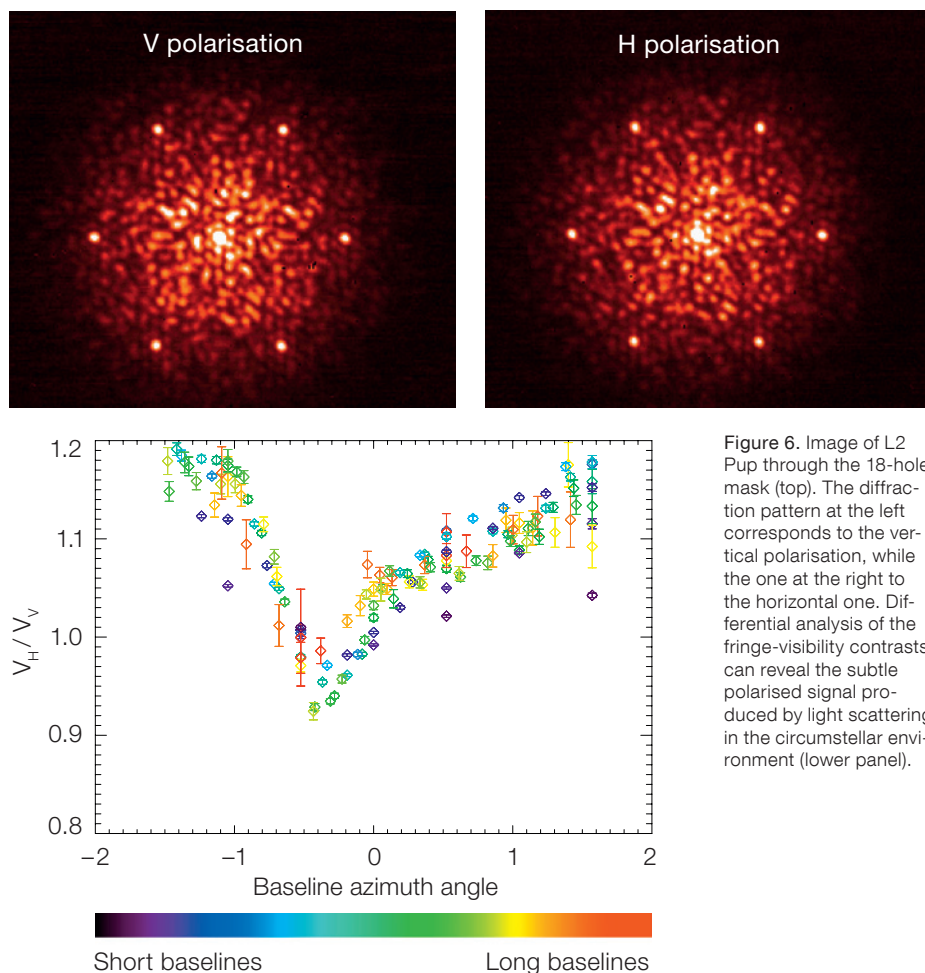 V polarisation
H polarisation
1.2
1.1
1.0
0.9
0.8
V_H / V_V
−2
−1
0
1
2
Baseline azimuth angle
Short baselines
Long baselines
Figure 6. Image of L2
Pup through the 18-hole
mask (top). The diffrac-
tion pattern at the left
corresponds to the ver-
tical polarisation, while
the one at the right to
the horizontal one. Dif-
ferential analysis of the
fringe-visibility contrasts
can reveal the subtle
polarised signal pro-
duced by light scattering
in the circumstellar envi-
ronment (lower panel).